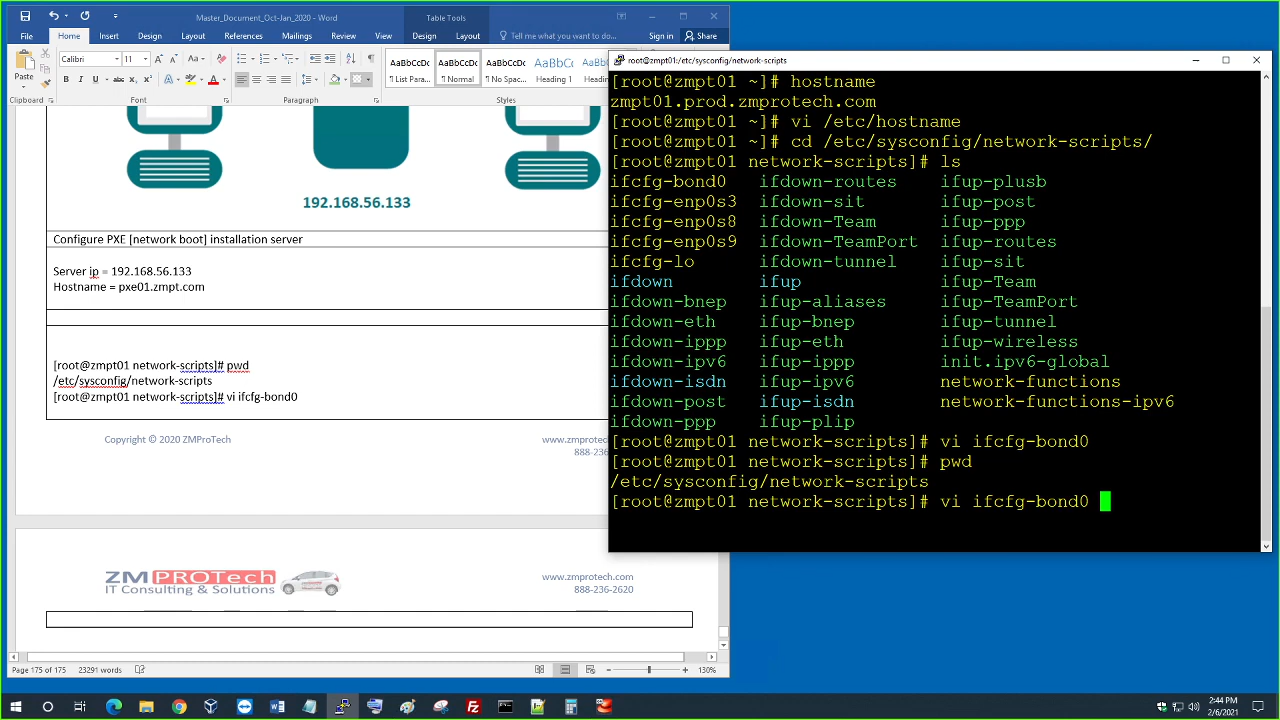 Master_Document_Oct-Jan_2020 - Word
Table Tools
File Home Insert Design Layout References Mailings Review View Design Layout Tell me what you want to do... Sign in Share
Paste
Clipboard
Calibri 11
Font
Paragraph
AaBbCcDc AaBbCcDc AaBbCcDc AaBbC AaBbCcE
¶ List Para... ¶ Normal ¶ No Spac... Heading 1 Headin
Styles
192.168.56.133
Configure PXE [network boot] installation server
Server ip = 192.168.56.133
Hostname = pxe01.zmpt.com
[root@zmpt01 network-scripts]# pwd
/etc/sysconfig/network-scripts
[root@zmpt01 network-scripts]# vi ifcfg-bond0
Copyright © 2020 ZMProTech
www.zmprotec
888-236
ZMPROTech
IT Consulting & Solutions
www.zmprotech.com
888-236-2620
Page 175 of 175 23291 words
130%
root@zmpt01:/etc/sysconfig/network-scripts
[root@zmpt01 ~]# hostname
zmpt01.prod.zmprotech.com
[root@zmpt01 ~]# vi /etc/hostname
[root@zmpt01 ~]# cd /etc/sysconfig/network-scripts/
[root@zmpt01 network-scripts]# ls
ifcfg-bond0 ifdown-routes ifup-plusb
ifcfg-enp0s3 ifdown-sit ifup-post
ifcfg-enp0s8 ifdown-Team ifup-ppp
ifcfg-enp0s9 ifdown-TeamPort ifup-routes
ifcfg-lo ifdown-tunnel ifup-sit
ifdown ifup ifup-Team
ifdown-bnep ifup-aliases ifup-TeamPort
ifdown-eth ifup-bnep ifup-tunnel
ifdown-ippp ifup-eth ifup-wireless
ifdown-ipv6 ifup-ippp init.ipv6-global
ifdown-isdn ifup-ipv6 network-functions
ifdown-post ifup-isdn network-functions-ipv6
ifdown-ppp ifup-plip
[root@zmpt01 network-scripts]# vi ifcfg-bond0
[root@zmpt01 network-scripts]# pwd
/etc/sysconfig/network-scripts
[root@zmpt01 network-scripts]# vi ifcfg-bond0
2:44 PM
2/6/2021